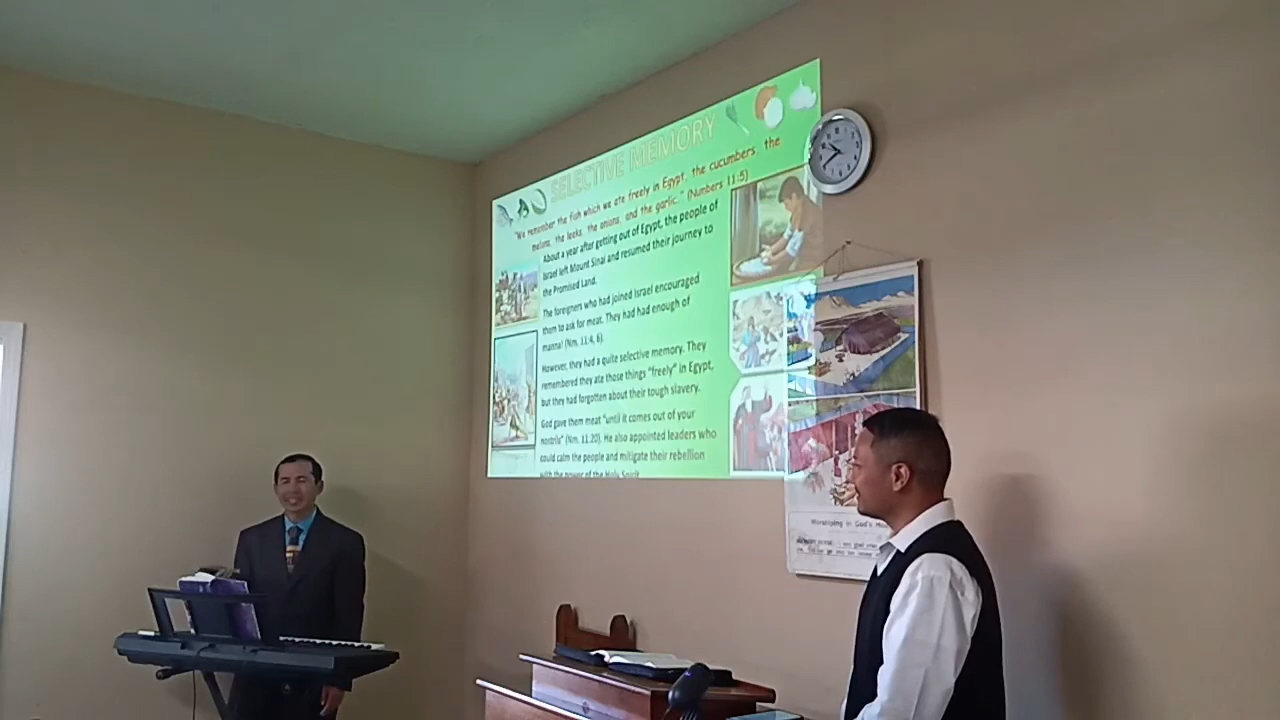 SELECTIVE MEMORY
"We remember the fish which we ate freely in Egypt, the cucumbers, the
melons, the leeks, the onions, and the garlic." (Numbers 11:5)
About a year after getting out of Egypt, the people of
Israel left Mount Sinai and resumed their journey to
the Promised Land.
The foreigners who had joined Israel encouraged
them to ask for meat. They had had enough of
manna! (Nm. 11:4, 6).
However, they had a quite selective memory. They
remembered they ate those things "freely" in Egypt,
but they had forgotten about their tough slavery.
God gave them meat "until it comes out of your
nostrils" (Nm. 11:20). He also appointed leaders who
could calm the people and mitigate their rebellion
with the power of the Holy Spirit
Worshiping in God's